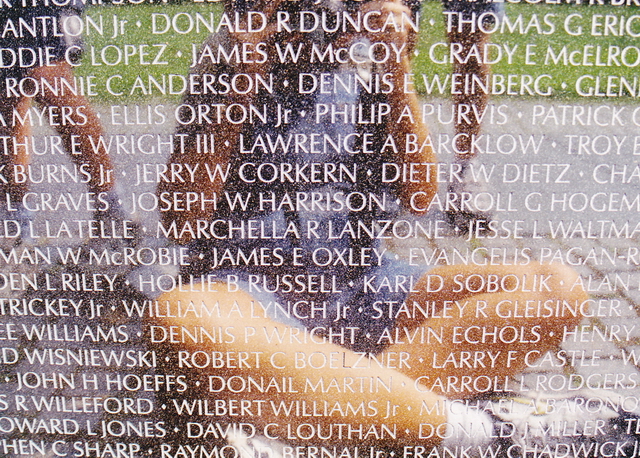 ANTLON Jr · DONALD R DUNCAN · THOMAS G ERIC
DDIE C LOPEZ · JAMES W McCOY · GRADY E McELRO
RONNIE C ANDERSON · DENNIS E WEINBERG · GLEN
A MYERS · ELLIS ORTON Jr · PHILIP A PURVIS · PATRICK
THUR E WRIGHT III · LAWRENCE A BARCKLOW · TROY E
K BURNS Jr · JERRY W CORKERN · DIETER W DIETZ · CHA
L GRAVES · JOSEPH W HARRISON · CARROLL G HOGEM
D L LATELLE · MARCHELLA R LANZONE · JESSE L WALTMA
MAN W McROBIE · JAMES E OXLEY · EVANGELIS PAGAN-R
DEN L RILEY · HOLLIE B RUSSELL · KARL D SOBOLIK · ALAN
TRICKEY Jr · WILLIAM A LYNCH Jr · STANLEY R GLEISINGER
EE WILLIAMS · DENNIS P WRIGHT · ALVIN ECHOLS · HENRY
D WISNIEWSKI · ROBERT C BOELZNER · LARRY F CASTLE · W
· JOHN H HOEFFS · DONAIL MARTIN · CARROLL L RODGERS
S R WILLEFORD · WILBERT WILLIAMS Jr · MICHAEL A BARONO
OWARD L JONES · DAVID C LOUTHAN · DONALD J MILLER · TE
PHEN C SHARP · RAYMOND BERNAL Jr · FRANK W CHADWICK